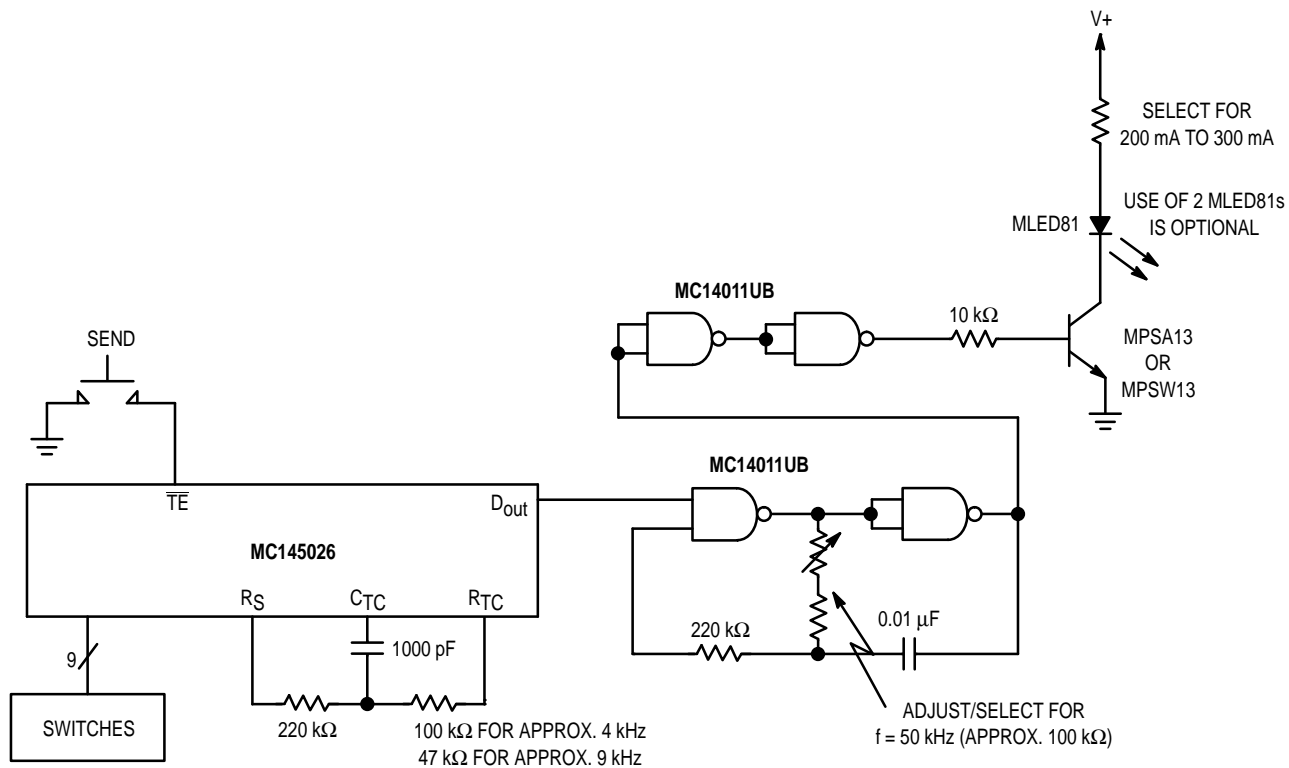 V+
SELECT FOR
200 mA TO 300 mA
MLED81
USE OF 2 MLED81s
IS OPTIONAL
MC14011UB
10 kΩ
MPSA13
OR
MPSW13
SEND
MC14011UB
TE
Dout
MC145026
RS
CTC
RTC
9
1000 pF
220 kΩ
100 kΩ FOR APPROX. 4 kHz
47 kΩ FOR APPROX. 9 kHz
SWITCHES
220 kΩ
0.01 μF
ADJUST/SELECT FOR
f = 50 kHz (APPROX. 100 kΩ)